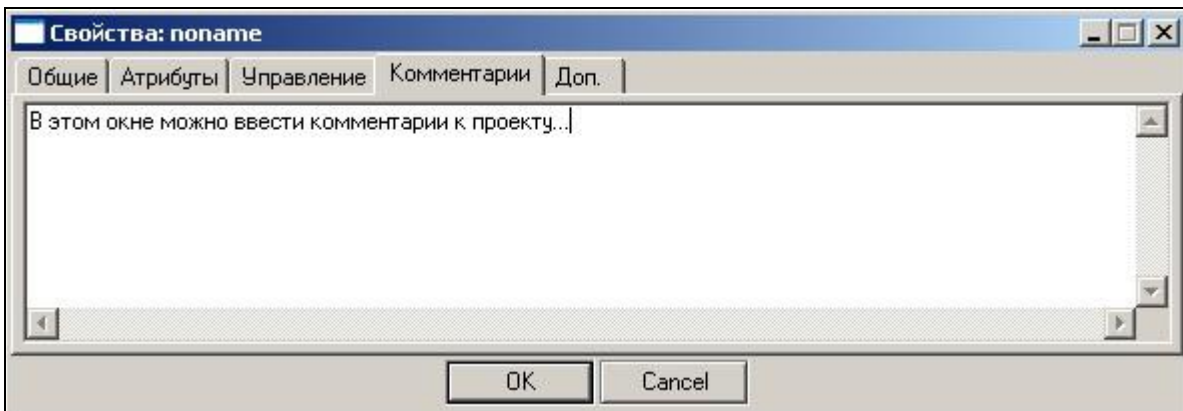 Свойства: noname
Общие Атрибуты Управление Комментарии Доп.
В этом окне можно ввести комментарии к проекту...
OK Cancel